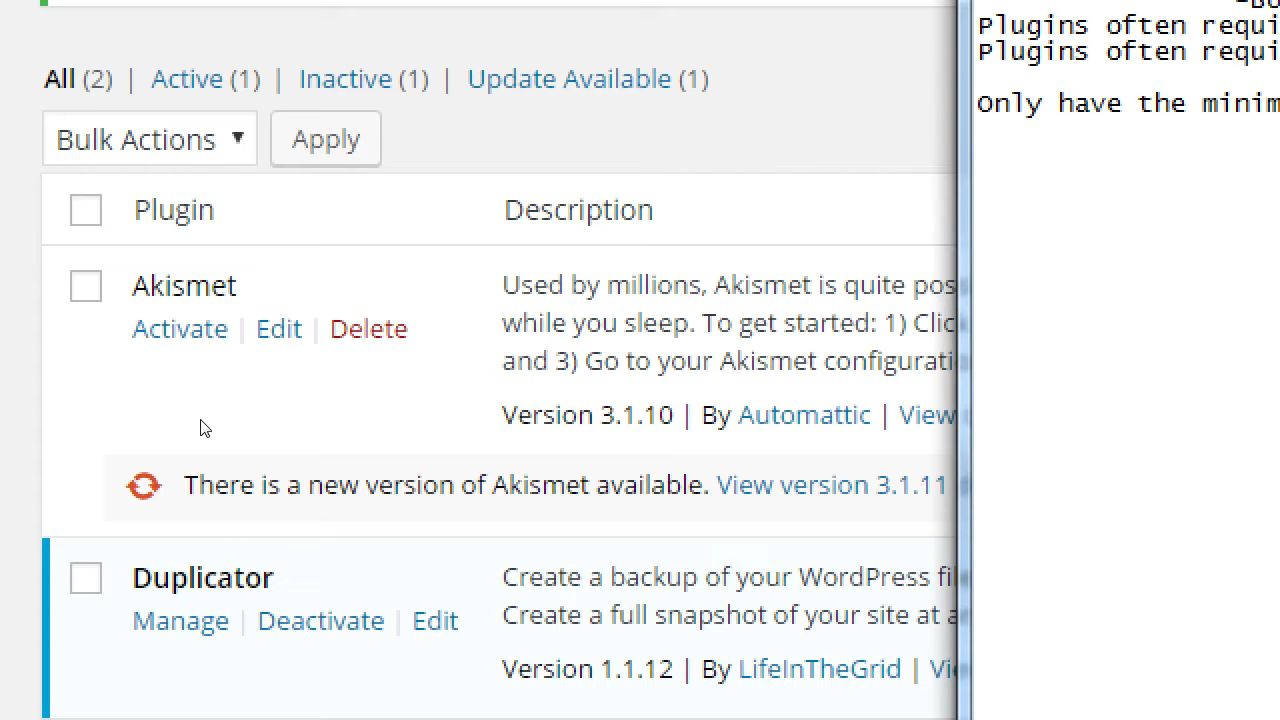 All (2) | Active (1) | Inactive (1) | Update Available (1)
Bulk Actions ▼ Apply
Plugin Description
Akismet
Activate | Edit | Delete
Used by millions, Akismet is quite pos
while you sleep. To get started: 1) Clic
and 3) Go to your Akismet configurati
Version 3.1.10 | By Automattic | View
There is a new version of Akismet available. View version 3.1.11
Duplicator
Manage | Deactivate | Edit
Create a backup of your WordPress fi
Create a full snapshot of your site at a
Version 1.1.12 | By LifeInTheGrid | Vi
Plugins often requi
Plugins often requi
Only have the minim